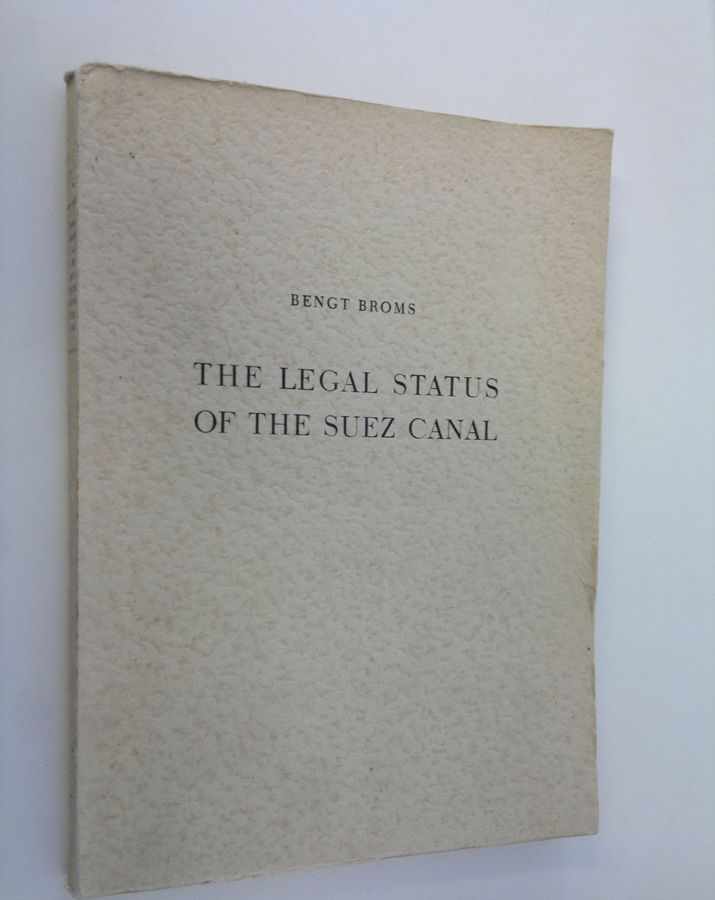 BENGT BROMS
THE LEGAL STATUS
OF THE SUEZ CANAL